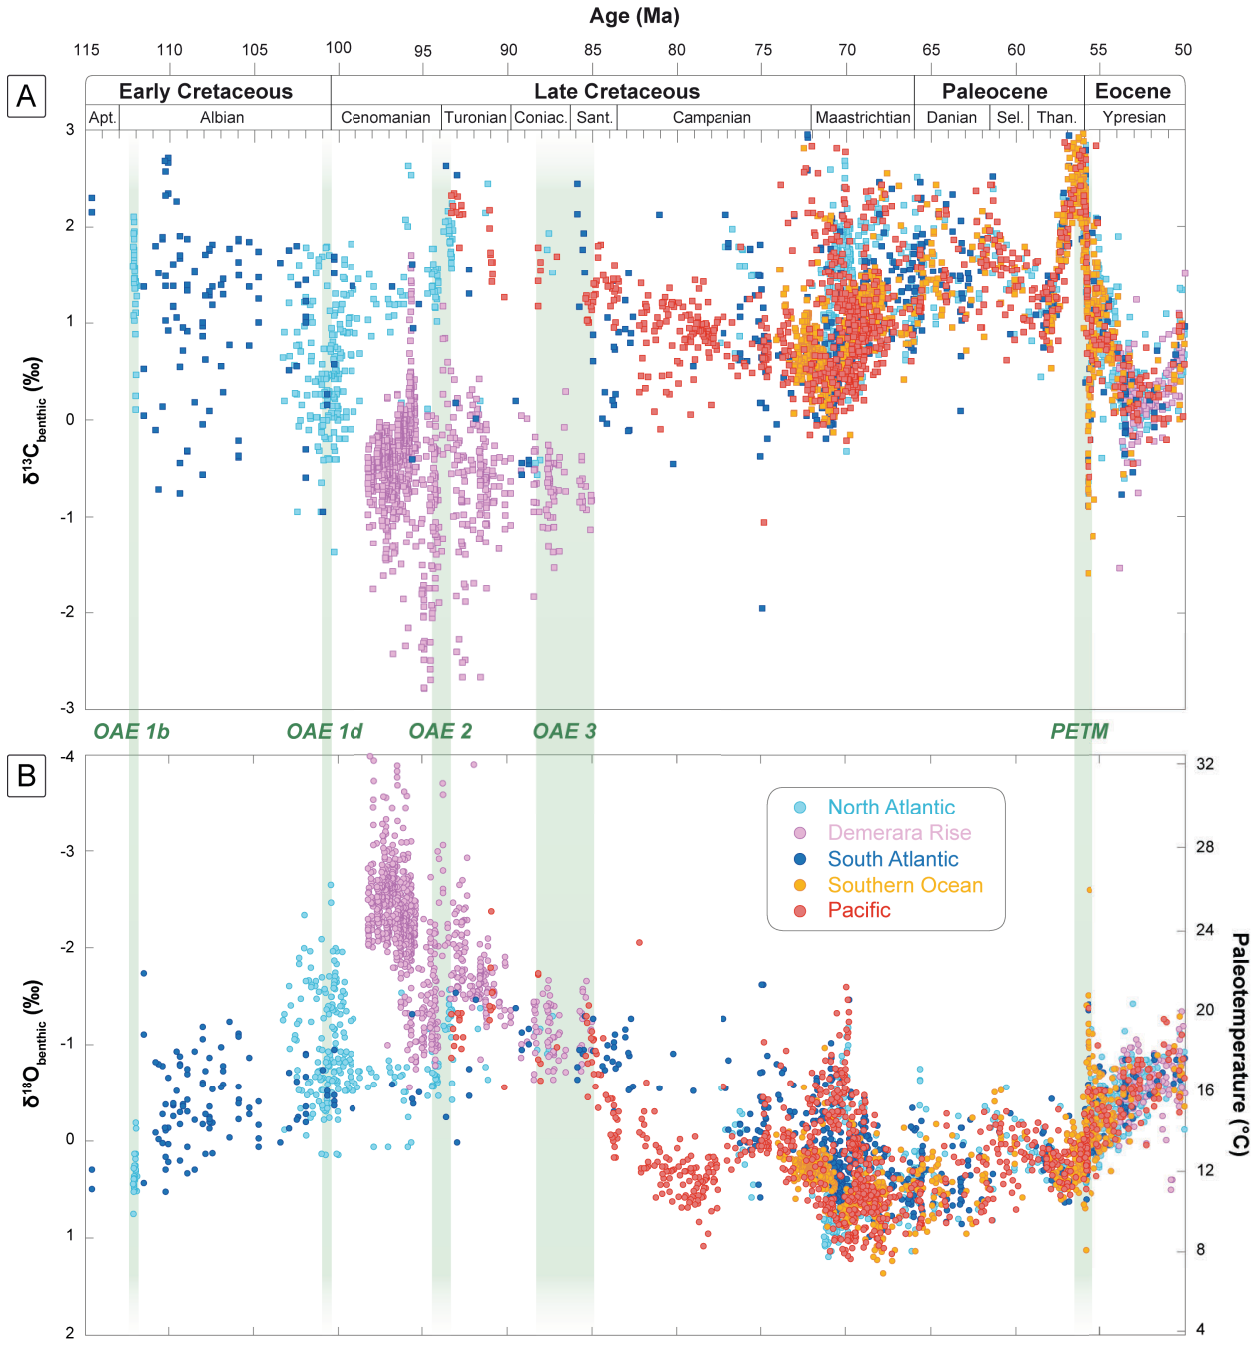 Age (Ma)
115 110 105 100 95 90 85 80 75 70 65 60 55 50
A
Early Cretaceous Late Cretaceous Paleocene Eocene
Apt. Albian Cenomanian Turonian Coniac. Sant. Campanian Maastrichtian Danian Sel. Than. Ypresian
3
2
1
0
-1
-2
-3
δ¹³Cbenthic (‰)
OAE 1b OAE 1d OAE 2 OAE 3 PETM
B
-4
-3
-2
-1
0
1
2
δ¹⁸Obenthic (‰)
North Atlantic
Demerara Rise
South Atlantic
Southern Ocean
Pacific
32
28
24
20
16
12
8
4
Paleotemperature (°C)